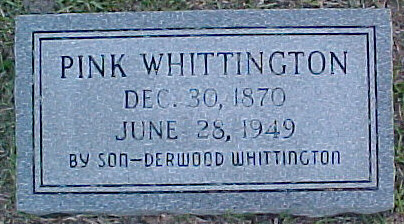 PINK WHITTINGTON
DEC. 30, 1870
JUNE 28, 1949
BY SON-DERWOOD WHITTINGTON